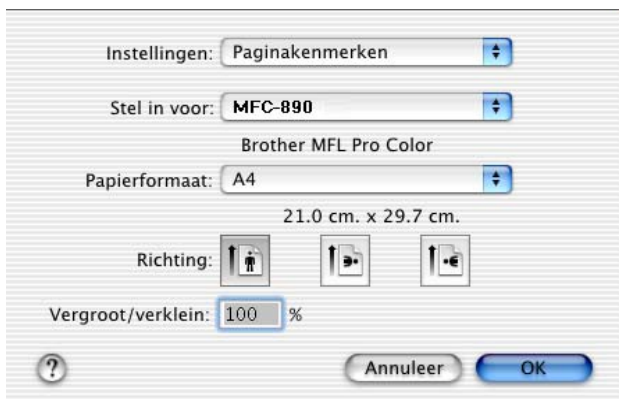 Instellingen: Paginakenmerken
Stel in voor: MFC-890
Brother MFL Pro Color
Papierformaat: A4
21.0 cm. x 29.7 cm.
Richting:
Vergroot/verklein: 100 %
? Annuleer OK